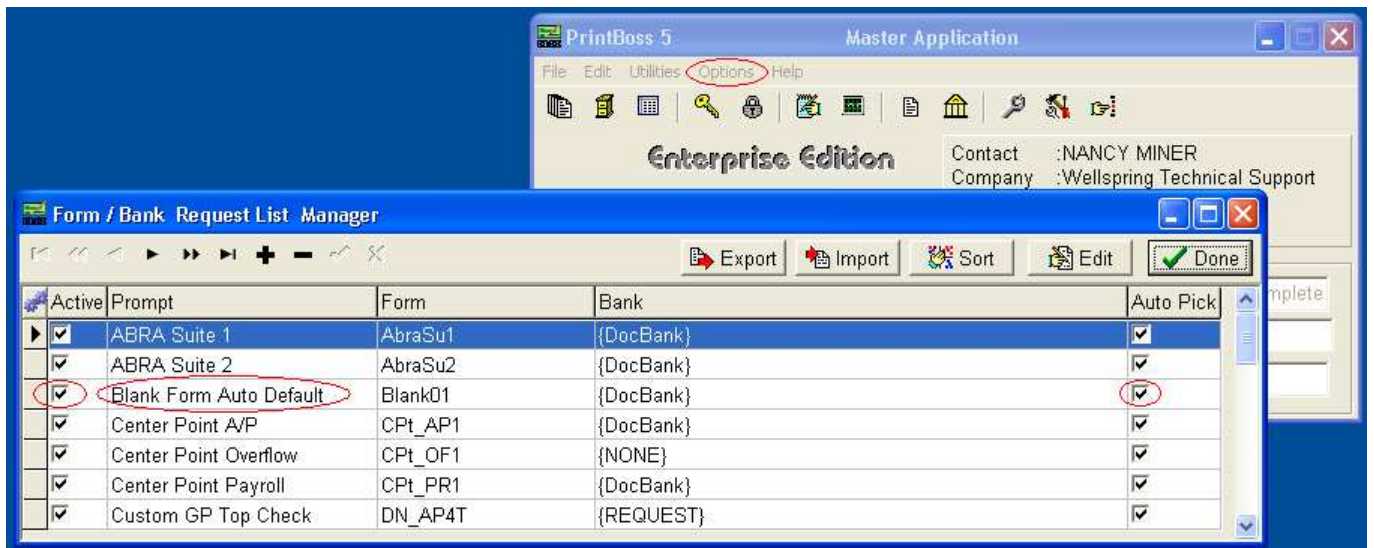 PrintBoss 5 Master Application
File Edit Utilities Options Help
Enterprise Edition
Contact :NANCY MINER
Company :Wellspring Technical Support
Form / Bank Request List Manager
Export Import Sort Edit Done
Active Prompt Form Bank Auto Pick
ABRA Suite 1 AbraSu1 {DocBank}
ABRA Suite 2 AbraSu2 {DocBank}
Blank Form Auto Default Blank01 {DocBank}
Center Point A/P CPt_AP1 {DocBank}
Center Point Overflow CPt_OF1 {NONE}
Center Point Payroll CPt_PR1 {DocBank}
Custom GP Top Check DN_AP4T {REQUEST}